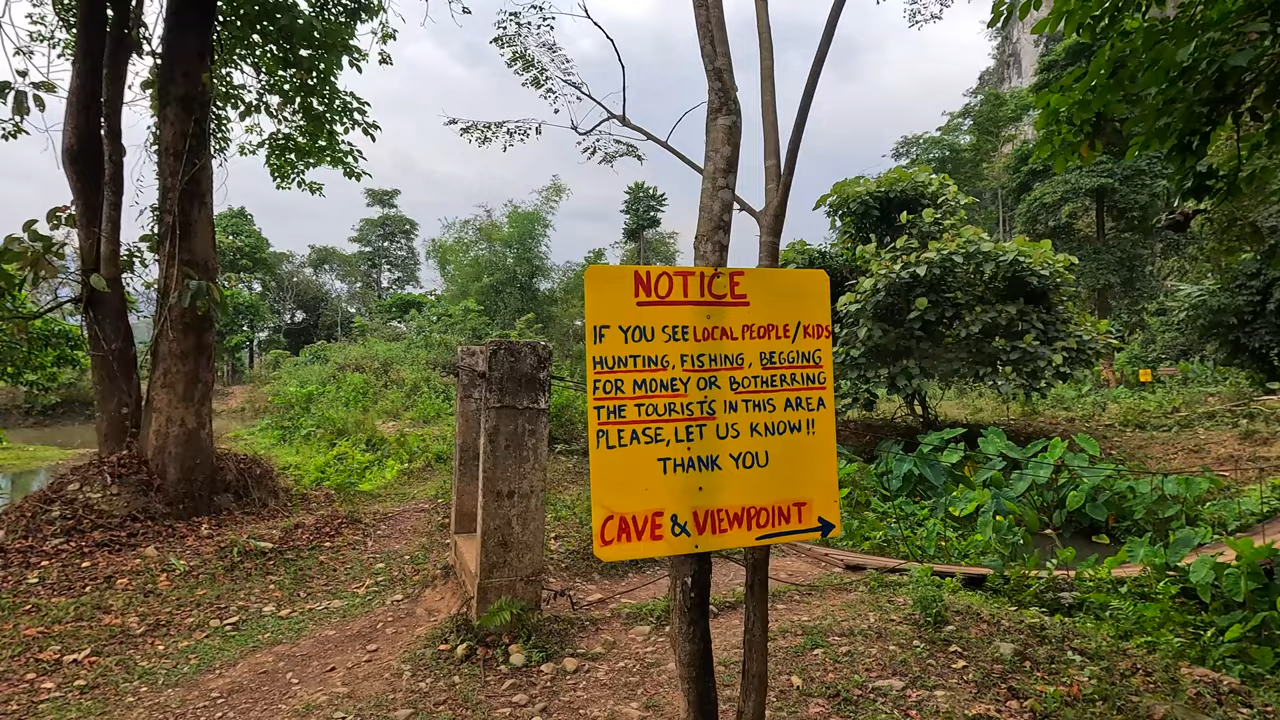 NOTICE
IF YOU SEE LOCAL PEOPLE/KIDS
HUNTING, FISHING, BEGGING
FOR MONEY OR BOTHERRING
THE TOURISTS IN THIS AREA
PLEASE, LET US KNOW!!
THANK YOU
CAVE & VIEWPOINT